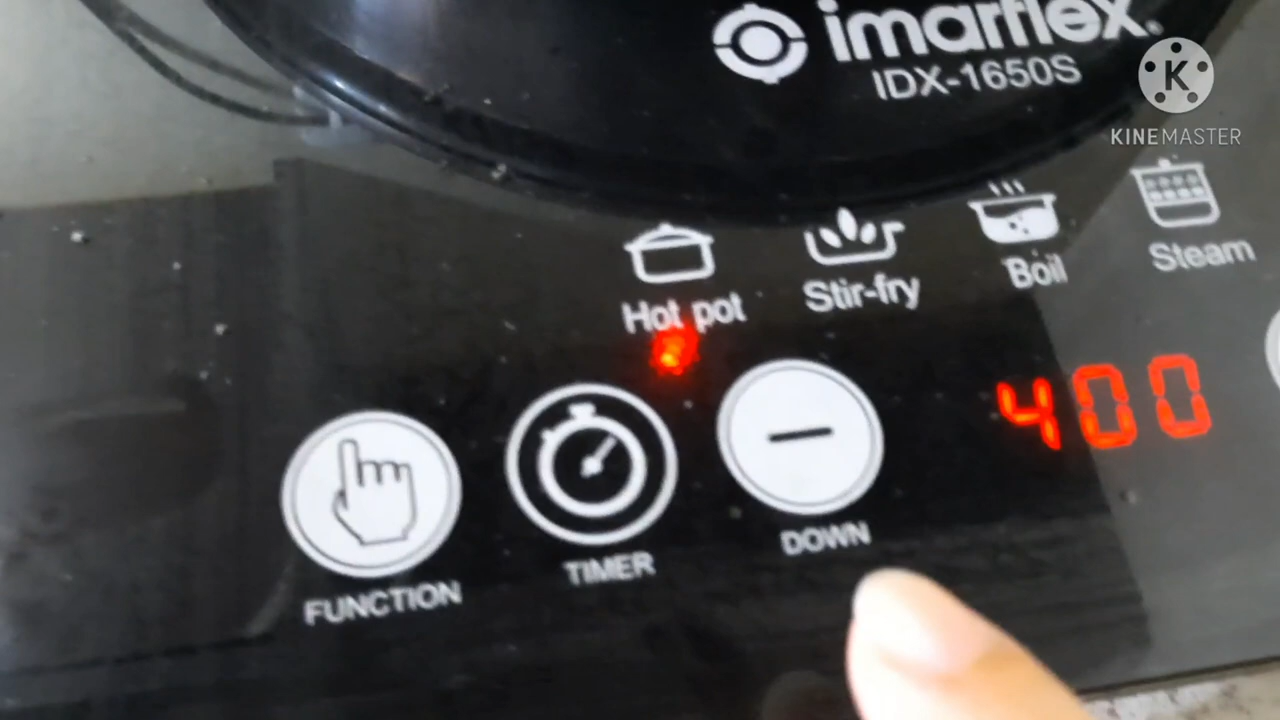 imarflex.
IDX-1650S
K
KINEMASTER
Hot pot
Stir-fry
Boil
Steam
400
FUNCTION
TIMER
DOWN